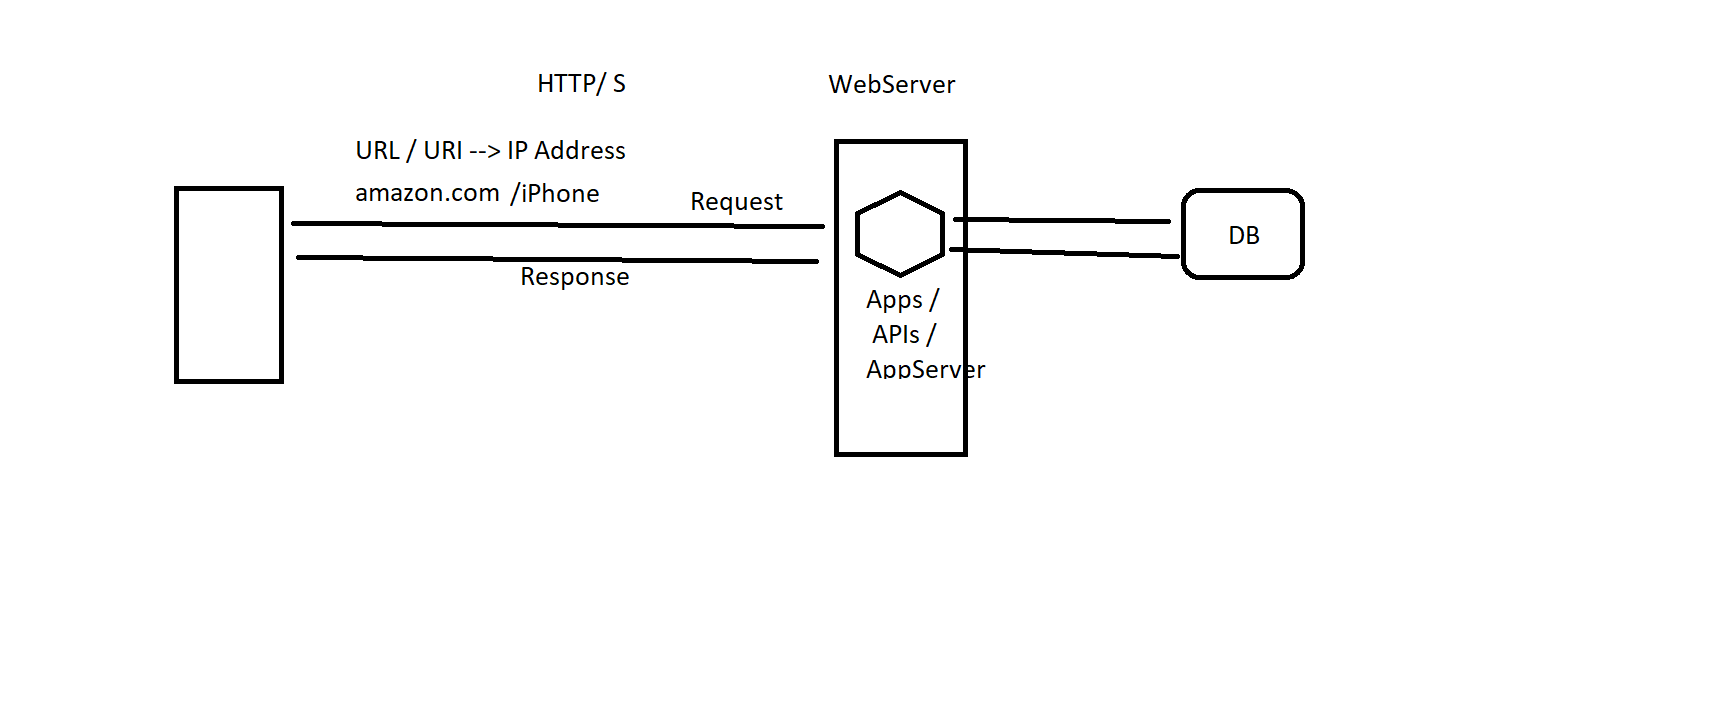 HTTP/ S
WebServer
URL / URI --> IP Address
amazon.com /iPhone
Request
Response
Apps /
APIs /
AppServer
DB